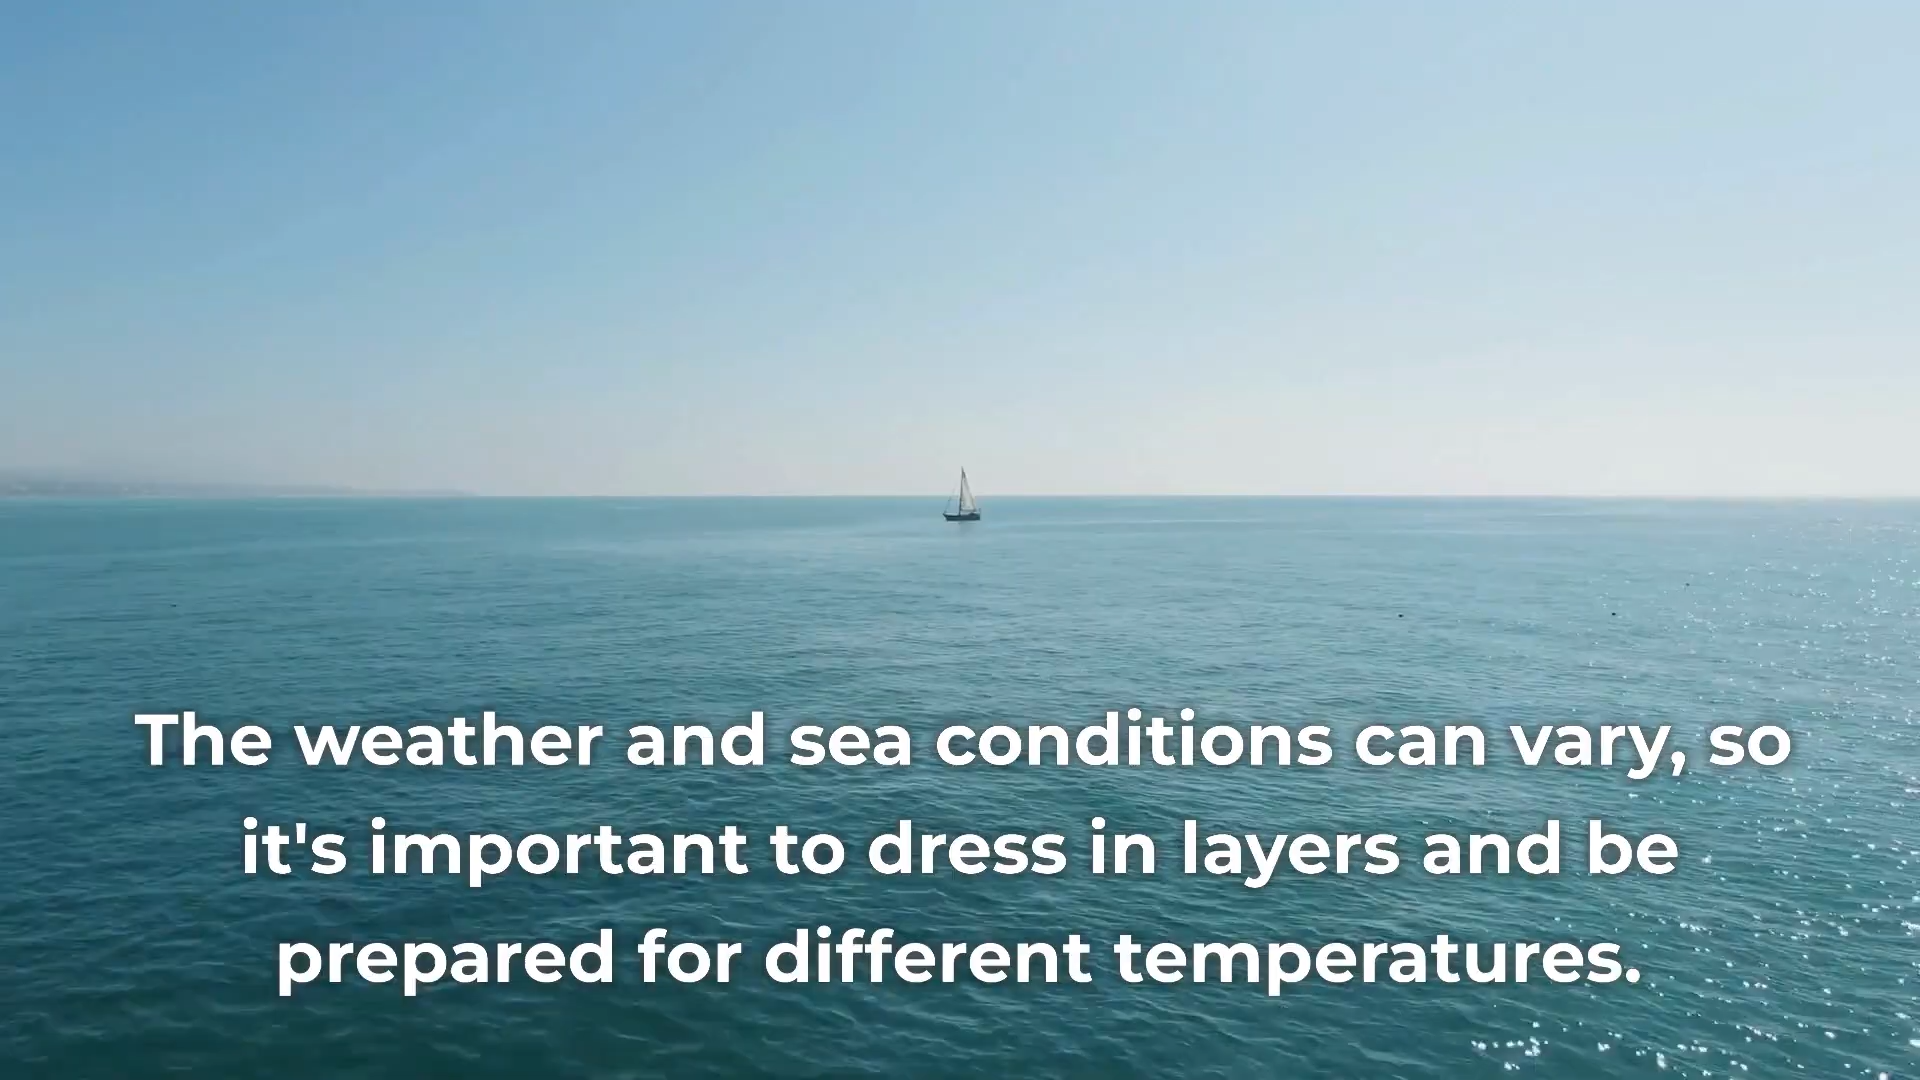 The weather and sea conditions can vary, so
it's important to dress in layers and be
prepared for different temperatures.